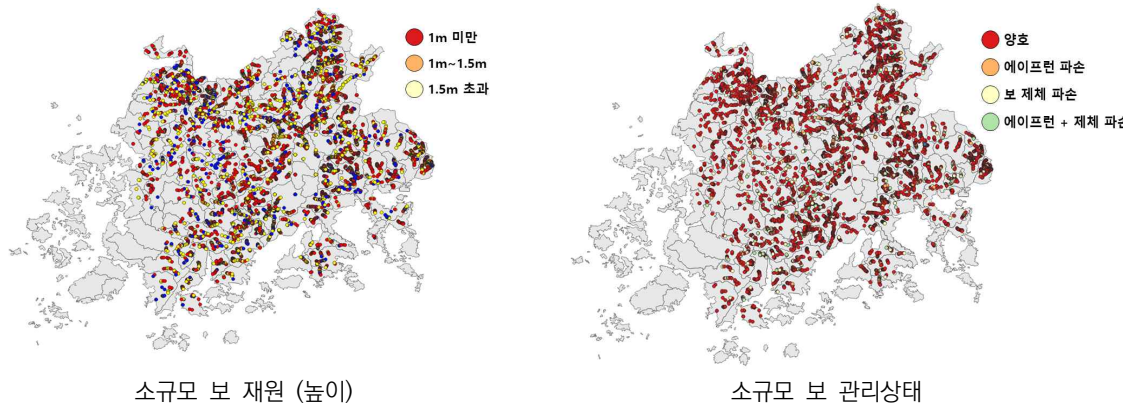 1m 미만
1m~1.5m
1.5m 초과
양호
에이프런 파손
보 제체 파손
에이프런 + 제체 파손
소규모 보 재원 (높이)
소규모 보 관리상태